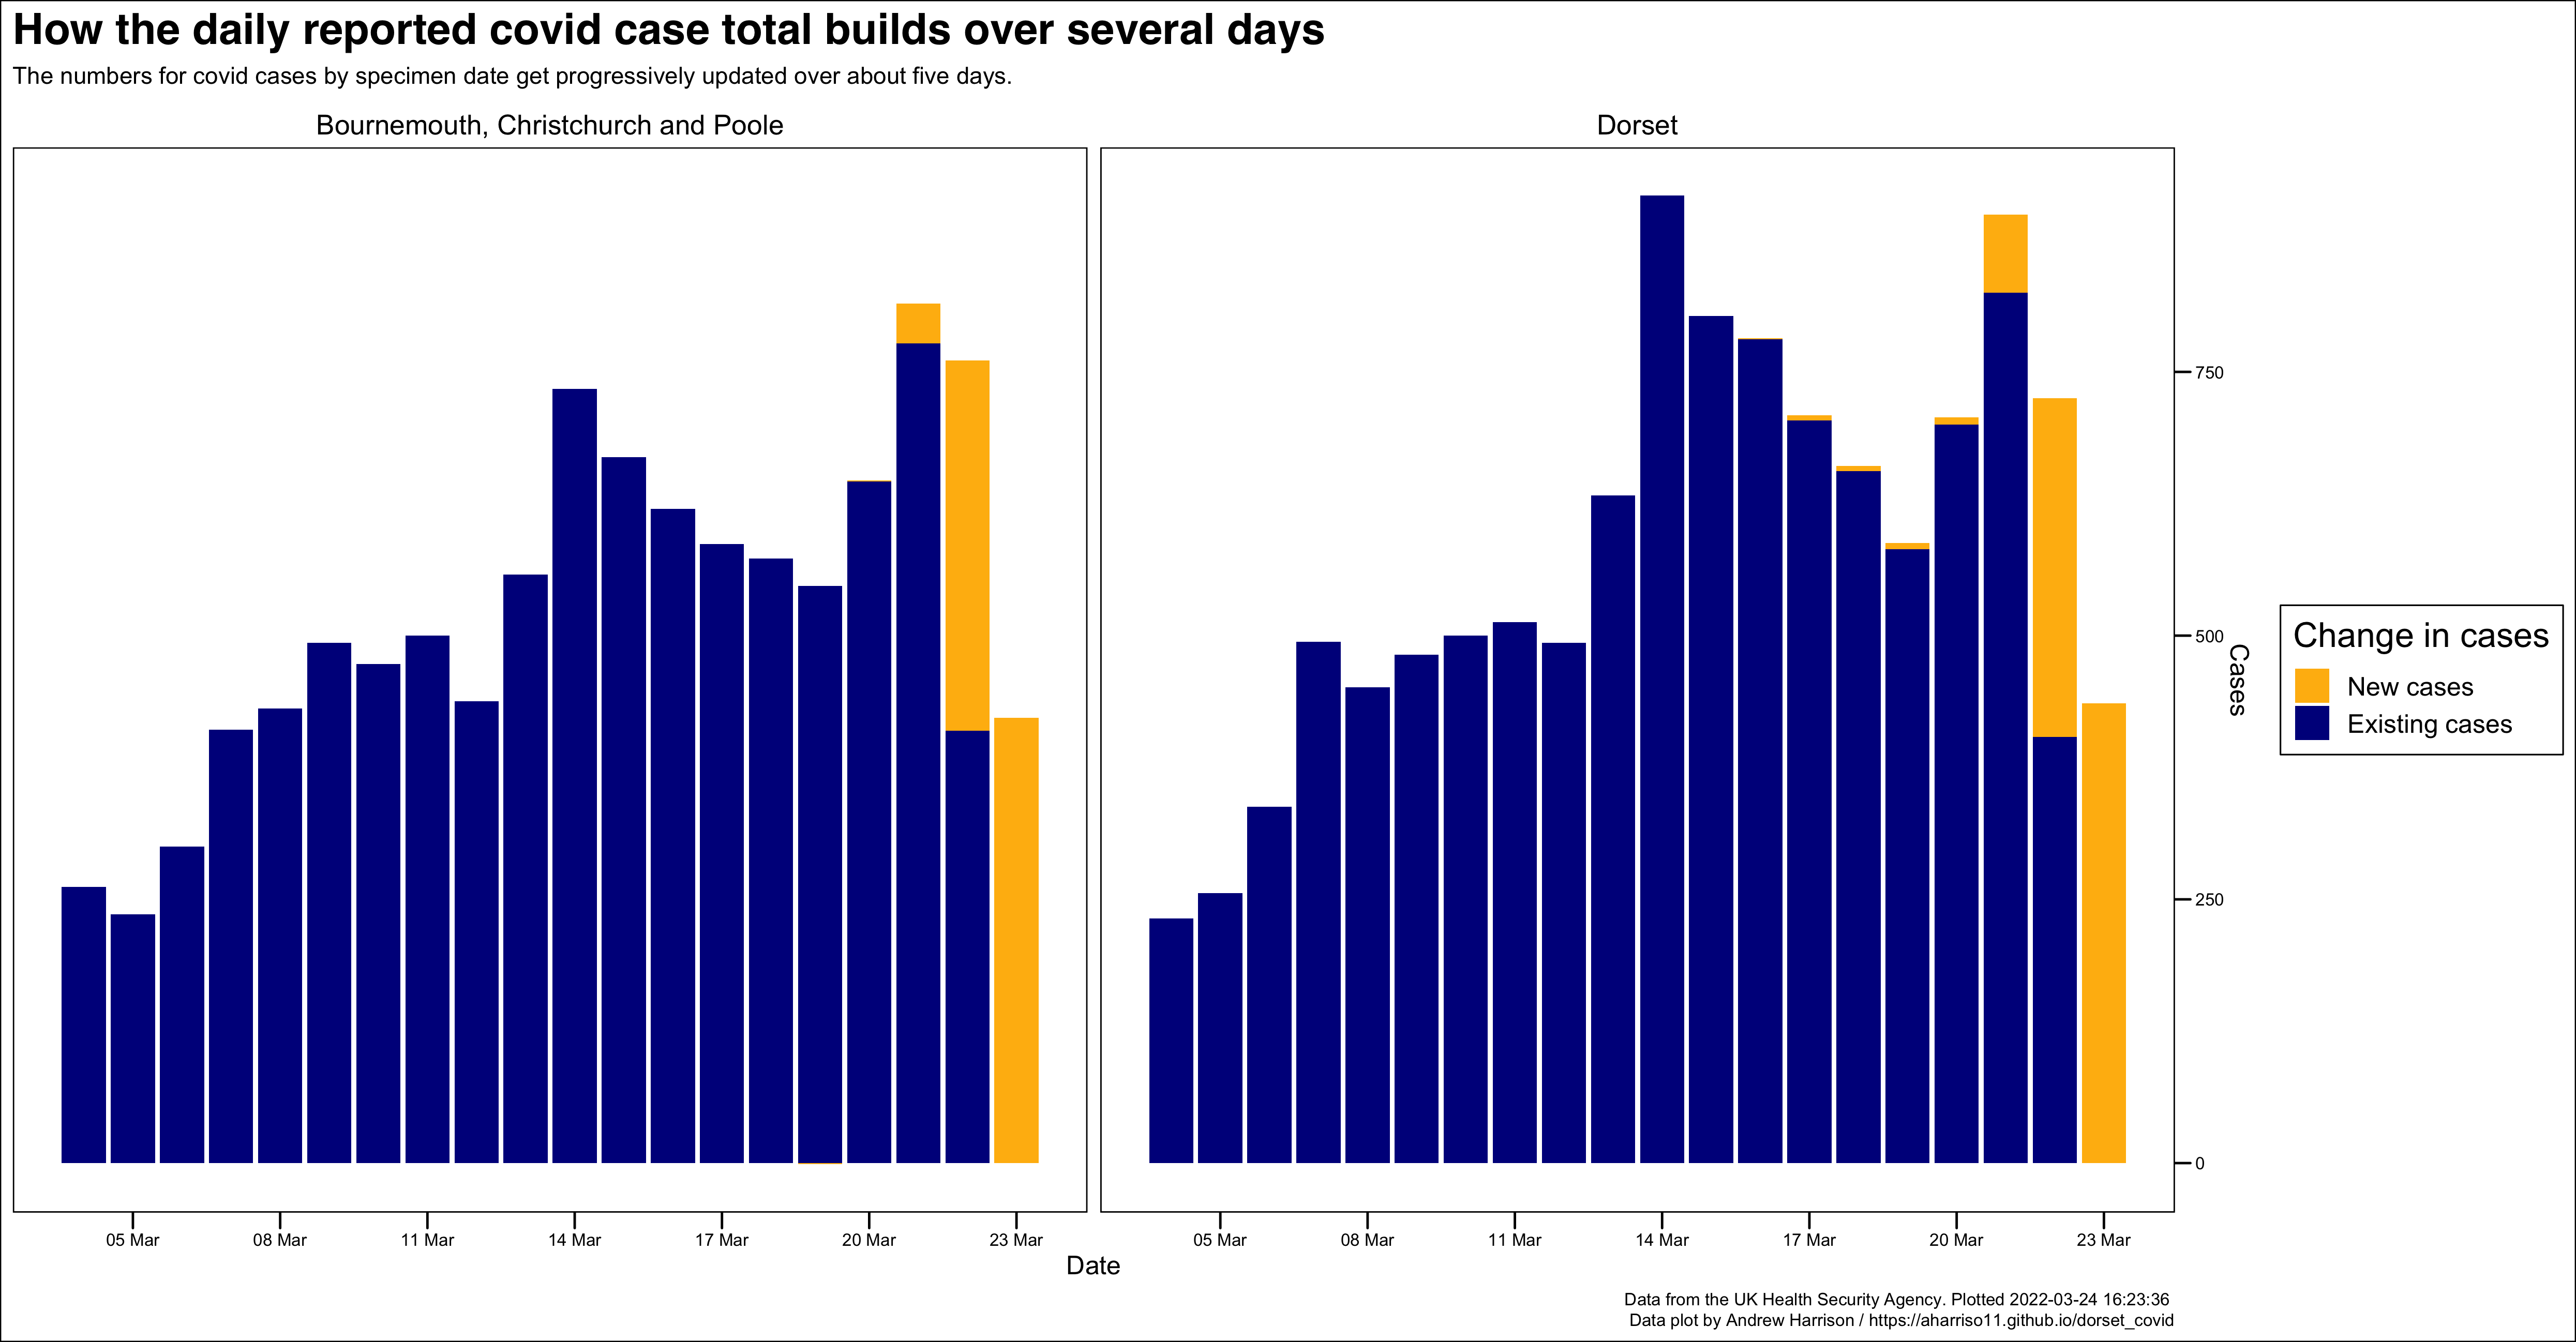 How the daily reported covid case total builds over several days
The numbers for covid cases by specimen date get progressively updated over about five days.
Bournemouth, Christchurch and Poole
Dorset
750
500
250
0
Cases
Change in cases
New cases
Existing cases
05 Mar 08 Mar 11 Mar 14 Mar 17 Mar 20 Mar 23 Mar
05 Mar 08 Mar 11 Mar 14 Mar 17 Mar 20 Mar 23 Mar
Date
Data from the UK Health Security Agency. Plotted 2022-03-24 16:23:36
Data plot by Andrew Harrison / https://aharriso11.github.io/dorset_covid